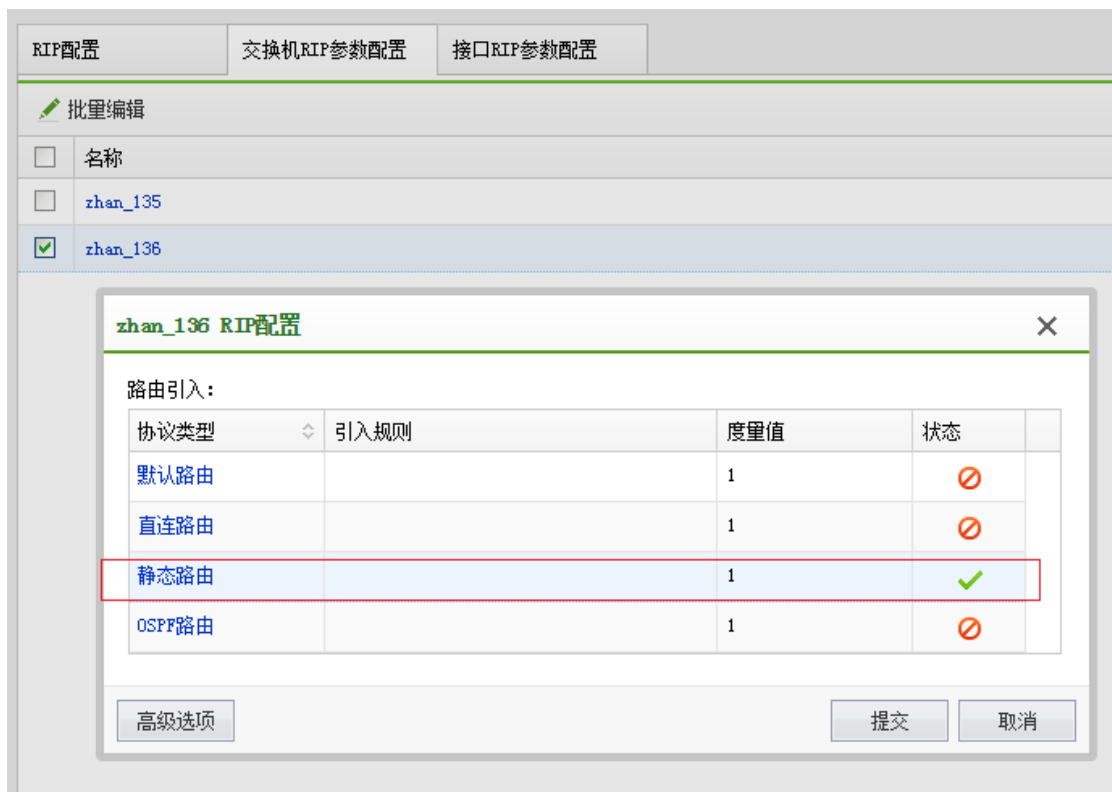 RIP配置 交换机RIP参数配置 接口RIP参数配置
批量编辑
名称
zhan_135
zhan_136
zhan_136 RIP配置
路由引入：
协议类型 引入规则 度量值 状态
默认路由 1
直连路由 1
静态路由 1
OSPF路由 1
高级选项 提交 取消